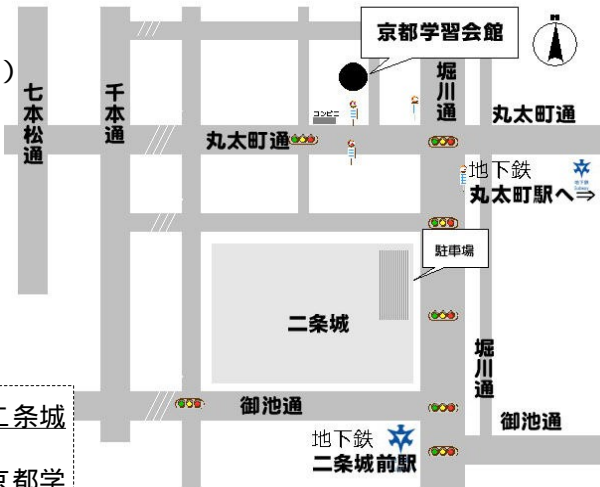 京都学習会館
N
）
七本松通
千本通
堀川通
コンビニ
丸太町通
丸太町通
地下鉄
丸太町駅へ⇒
駐車場
二条城
堀川通
二条城
御池通
御池通
地下鉄
二条城前駅
京都学